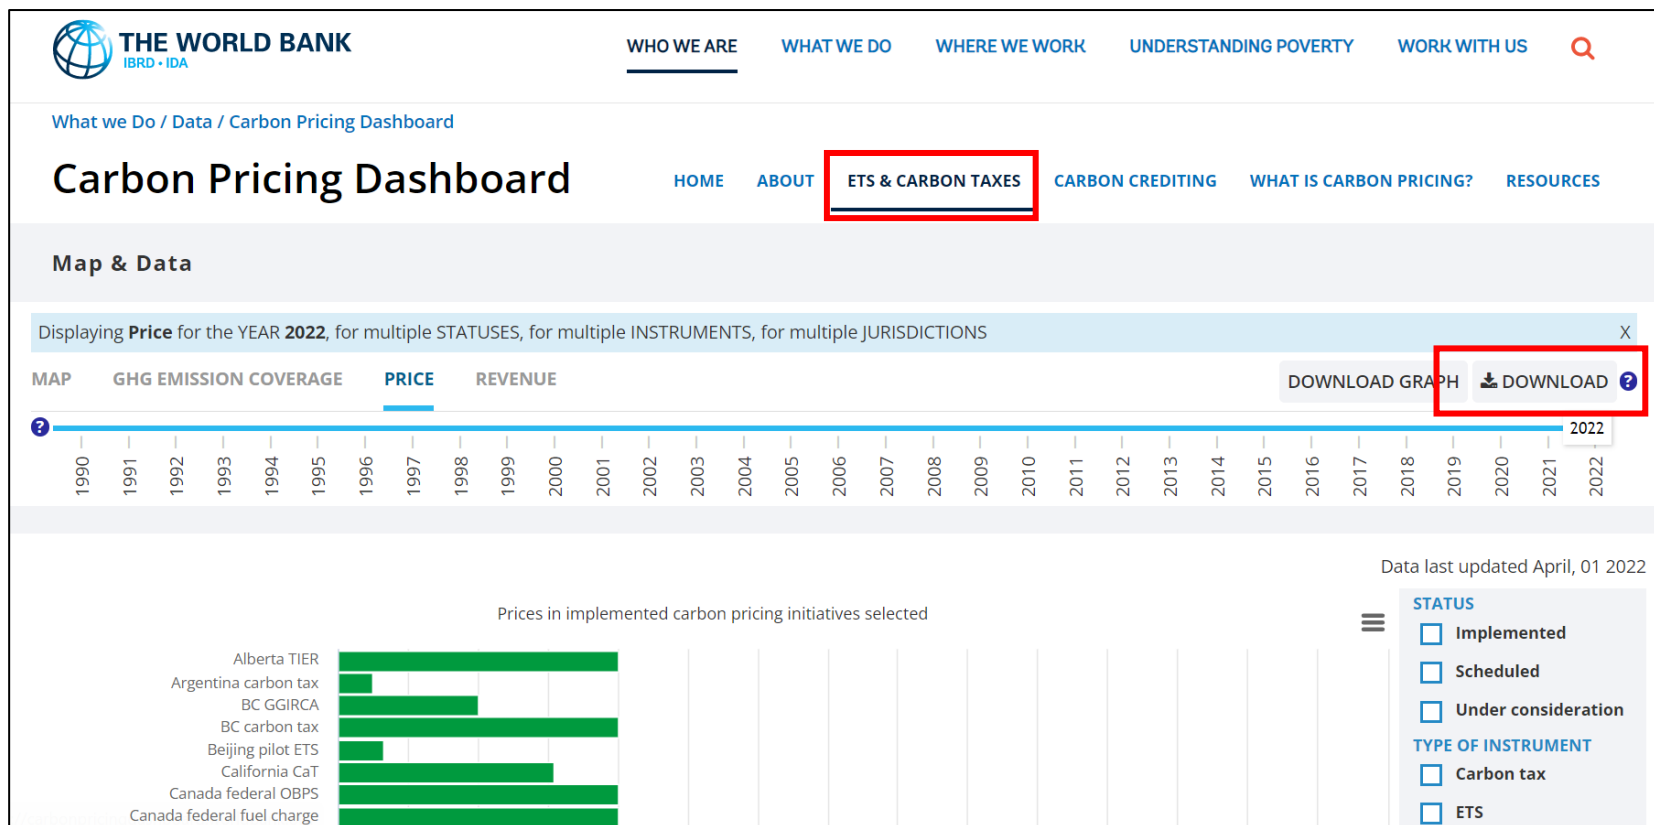 THE WORLD BANK
IBRD • IDA
WHO WE ARE WHAT WE DO WHERE WE WORK UNDERSTANDING POVERTY WORK WITH US
What we Do / Data / Carbon Pricing Dashboard
Carbon Pricing Dashboard
HOME ABOUT ETS & CARBON TAXES CARBON CREDITING WHAT IS CARBON PRICING? RESOURCES
Map & Data
Displaying Price for the YEAR 2022, for multiple STATUSES, for multiple INSTRUMENTS, for multiple JURISDICTIONS X
MAP GHG EMISSION COVERAGE PRICE REVENUE DOWNLOAD GRAPH DOWNLOAD ?
? 2022
1990 1991 1992 1993 1994 1995 1996 1997 1998 1999 2000 2001 2002 2003 2004 2005 2006 2007 2008 2009 2010 2011 2012 2013 2014 2015 2016 2017 2018 2019 2020 2021 2022
Data last updated April, 01 2022
Prices in implemented carbon pricing initiatives selected
Alberta TIER
Argentina carbon tax
BC GGIRCA
BC carbon tax
Beijing pilot ETS
California CaT
Canada federal OBPS
Canada federal fuel charge
STATUS
Implemented
Scheduled
Under consideration
TYPE OF INSTRUMENT
Carbon tax
ETS